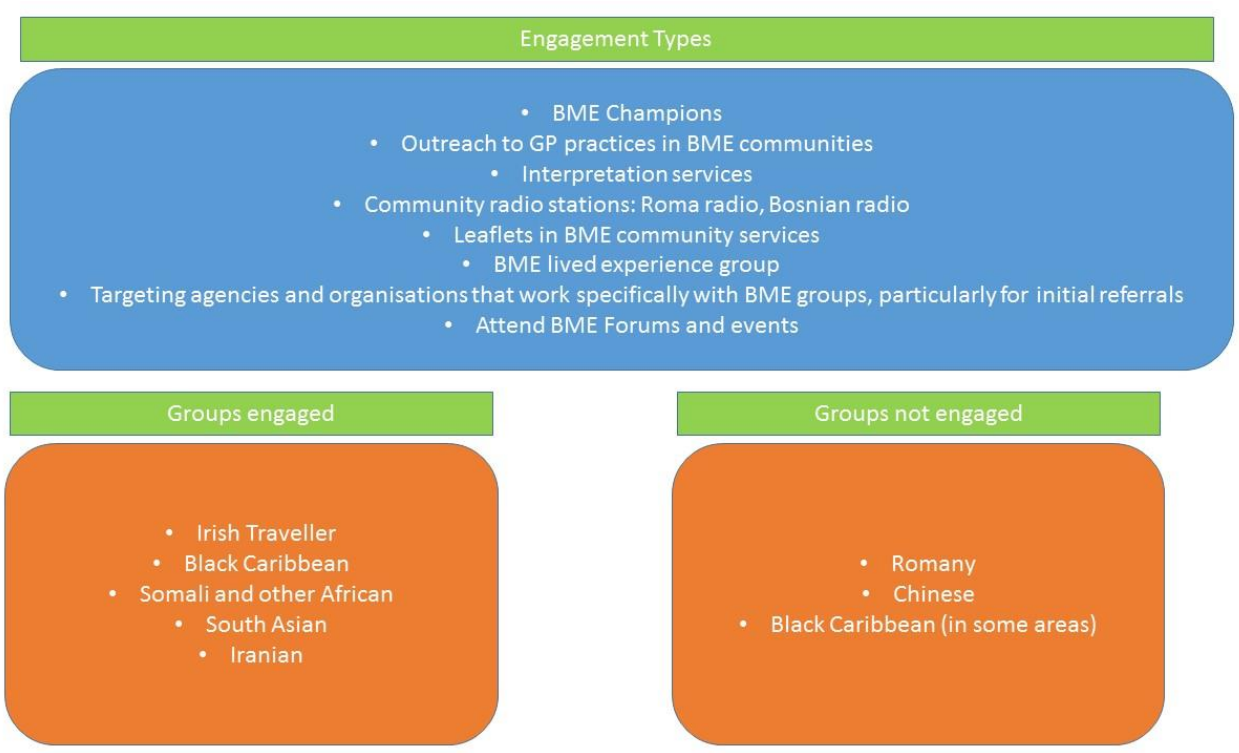 Engagement Types
• BME Champions
• Outreach to GP practices in BME communities
• Interpretation services
• Community radio stations: Roma radio, Bosnian radio
• Leaflets in BME community services
• BME lived experience group
• Targeting agencies and organisations that work specifically with BME groups, particularly for initial referrals
• Attend BME Forums and events
Groups engaged
• Irish Traveller
• Black Caribbean
• Somali and other African
• South Asian
• Iranian
Groups not engaged
• Romany
• Chinese
• Black Caribbean (in some areas)